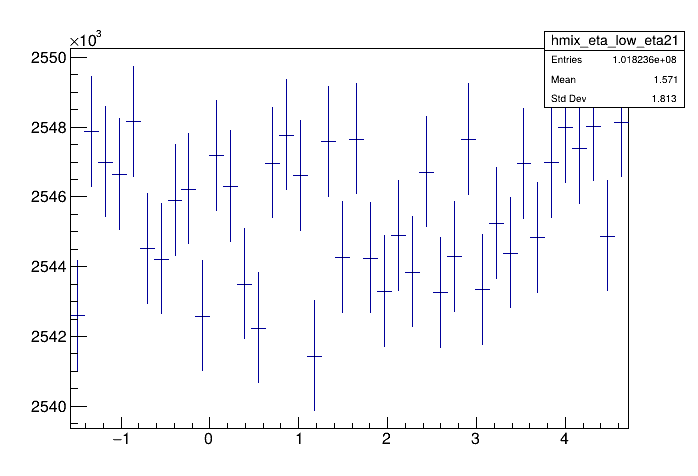 ×10³
hmix_eta_low_eta21
Entries 1.018236e+08
Mean 1.571
Std Dev 1.813
2550
2548
2546
2544
2542
2540
−1 0 1 2 3 4